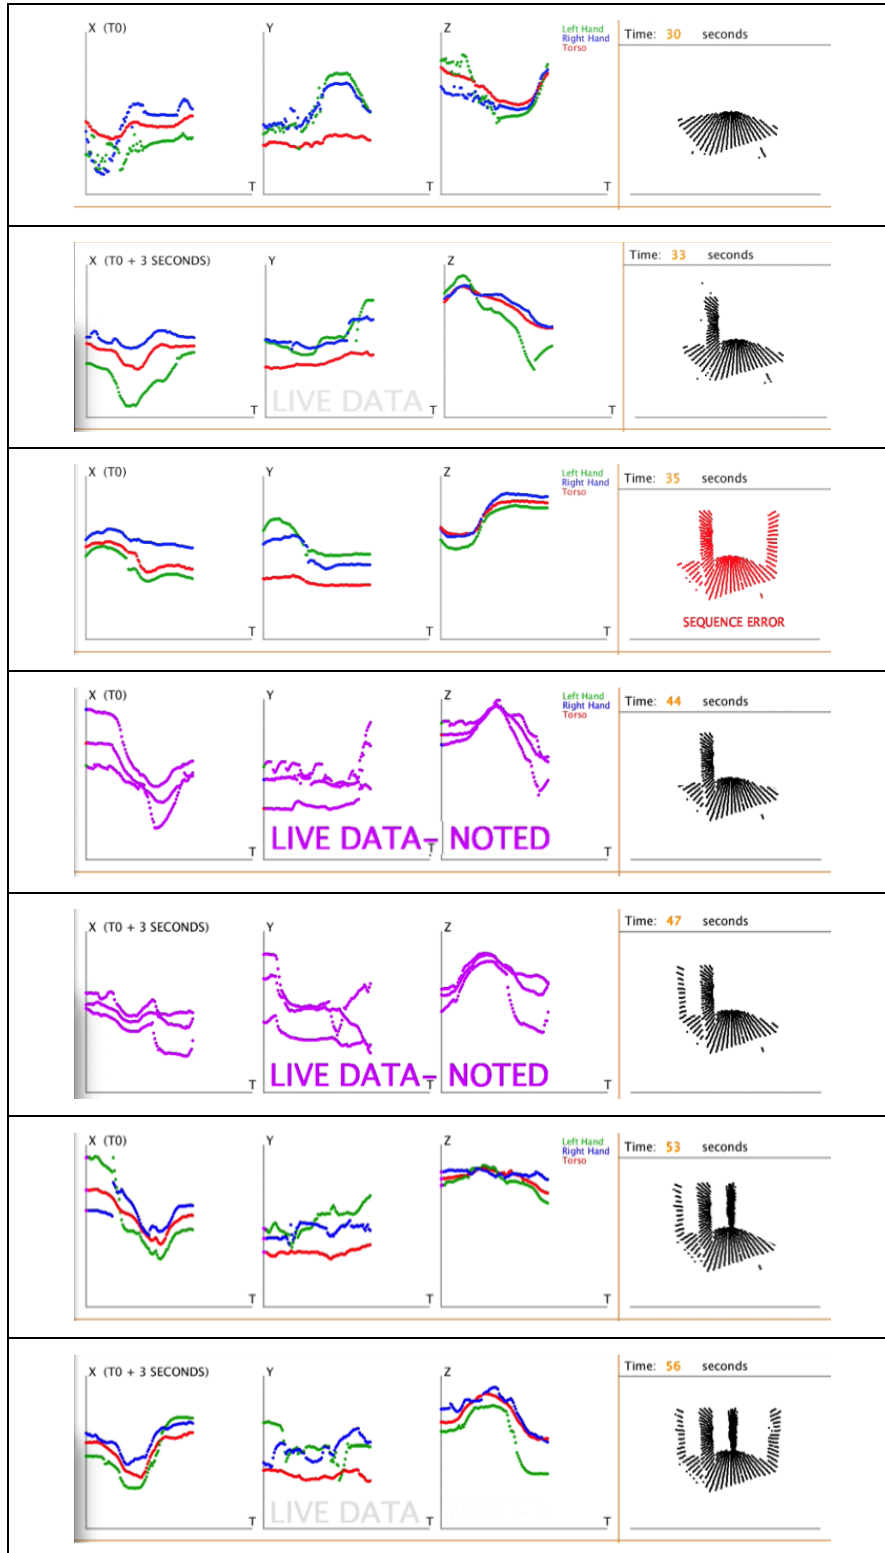 X (T0) Y Z Left Hand Time: 30 seconds
Right Hand
Torso
T T T
X (T0 + 3 SECONDS) Y Z Time: 33 seconds
LIVE DATA
T T T
X (T0) Y Z Left Hand Time: 35 seconds
Right Hand
Torso
SEQUENCE ERROR
T T T
X (T0) Y Z Left Hand Time: 44 seconds
Right Hand
Torso
LIVE DATA– NOTED
T T T
X (T0 + 3 SECONDS) Y Z Time: 47 seconds
LIVE DATA– NOTED
T T T
X (T0) Y Z Left Hand Time: 53 seconds
Right Hand
Torso
T T T
X (T0 + 3 SECONDS) Y Z Time: 56 seconds
LIVE DATA
T T T